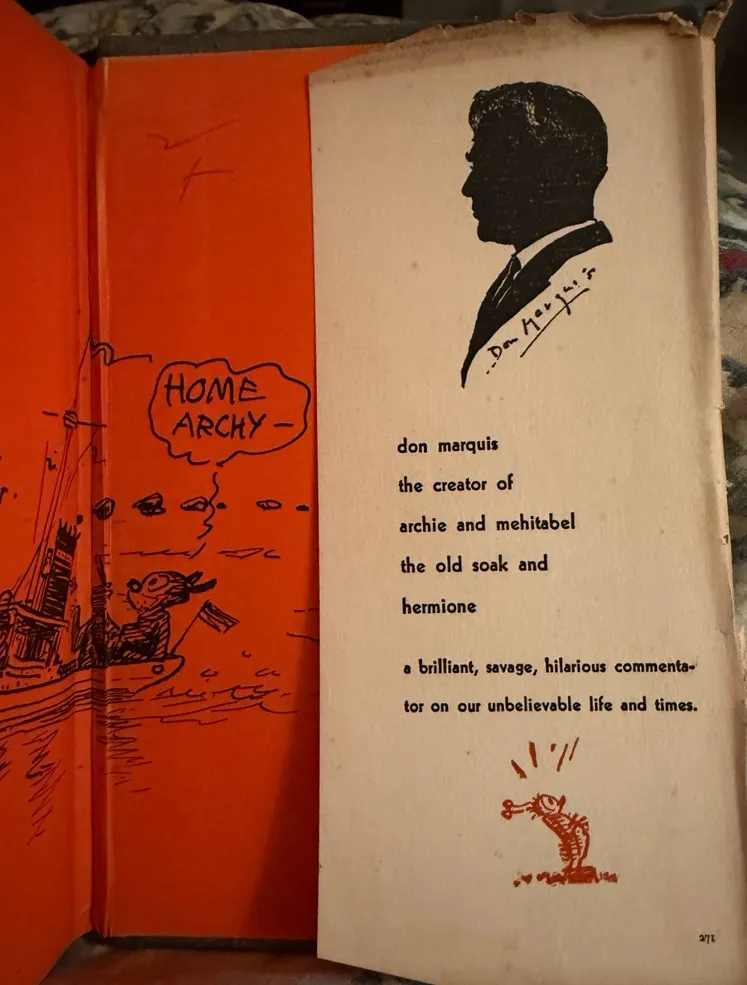 HOME
ARCHY—
Don Marquis
don marquis
the creator of
archie and mehitabel
the old soak and
hermione
a brilliant, savage, hilarious commenta-
tor on our unbelievable life and times.
271